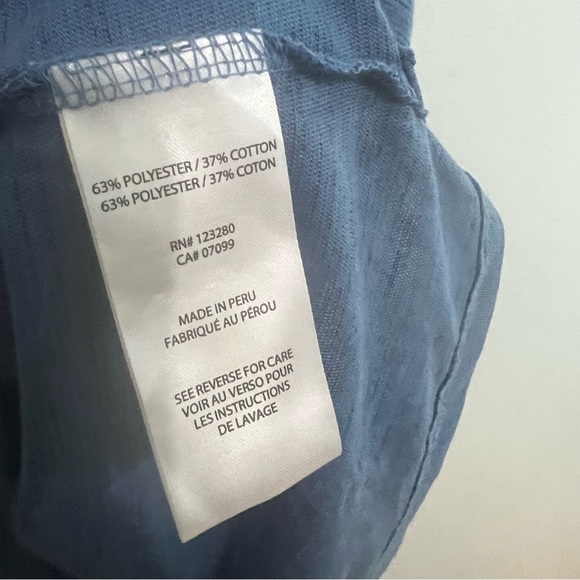 63% POLYESTER / 37% COTTON
63% POLYESTER / 37% COTON
RN# 123280
CA# 07099
MADE IN PERU
FABRIQUÉ AU PÉROU
SEE REVERSE FOR CARE
VOIR AU VERSO POUR
LES INSTRUCTIONS
DE LAVAGE